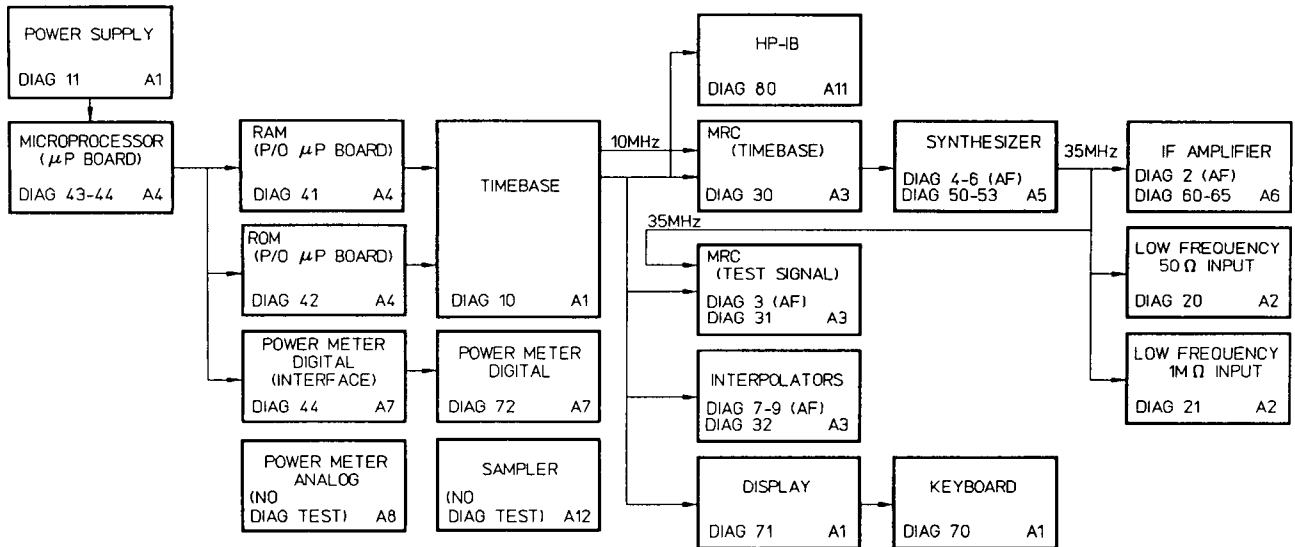 POWER SUPPLY
DIAG 11 A1
MICROPROCESSOR
(µP BOARD)
DIAG 43-44 A4
RAM
(P/O µP BOARD)
DIAG 41 A4
ROM
(P/O µP BOARD)
DIAG 42 A4
POWER METER
DIGITAL
(INTERFACE)
DIAG 44 A7
POWER METER
ANALOG
(NO
DIAG TEST) A8
TIMEBASE
DIAG 10 A1
POWER METER
DIGITAL
DIAG 72 A7
SAMPLER
(NO
DIAG TEST) A12
10MHz
35MHz
HP-IB
DIAG 80 A11
MRC
(TIMEBASE)
DIAG 30 A3
MRC
(TEST SIGNAL)
DIAG 3 (AF)
DIAG 31 A3
INTERPOLATORS
DIAG 7-9 (AF)
DIAG 32 A3
DISPLAY
DIAG 71 A1
SYNTHESIZER
DIAG 4-6 (AF)
DIAG 50-53 A5
KEYBOARD
DIAG 70 A1
35MHz
IF AMPLIFIER
DIAG 2 (AF)
DIAG 60-65 A6
LOW FREQUENCY
50Ω INPUT
DIAG 20 A2
LOW FREQUENCY
1MΩ INPUT
DIAG 21 A2